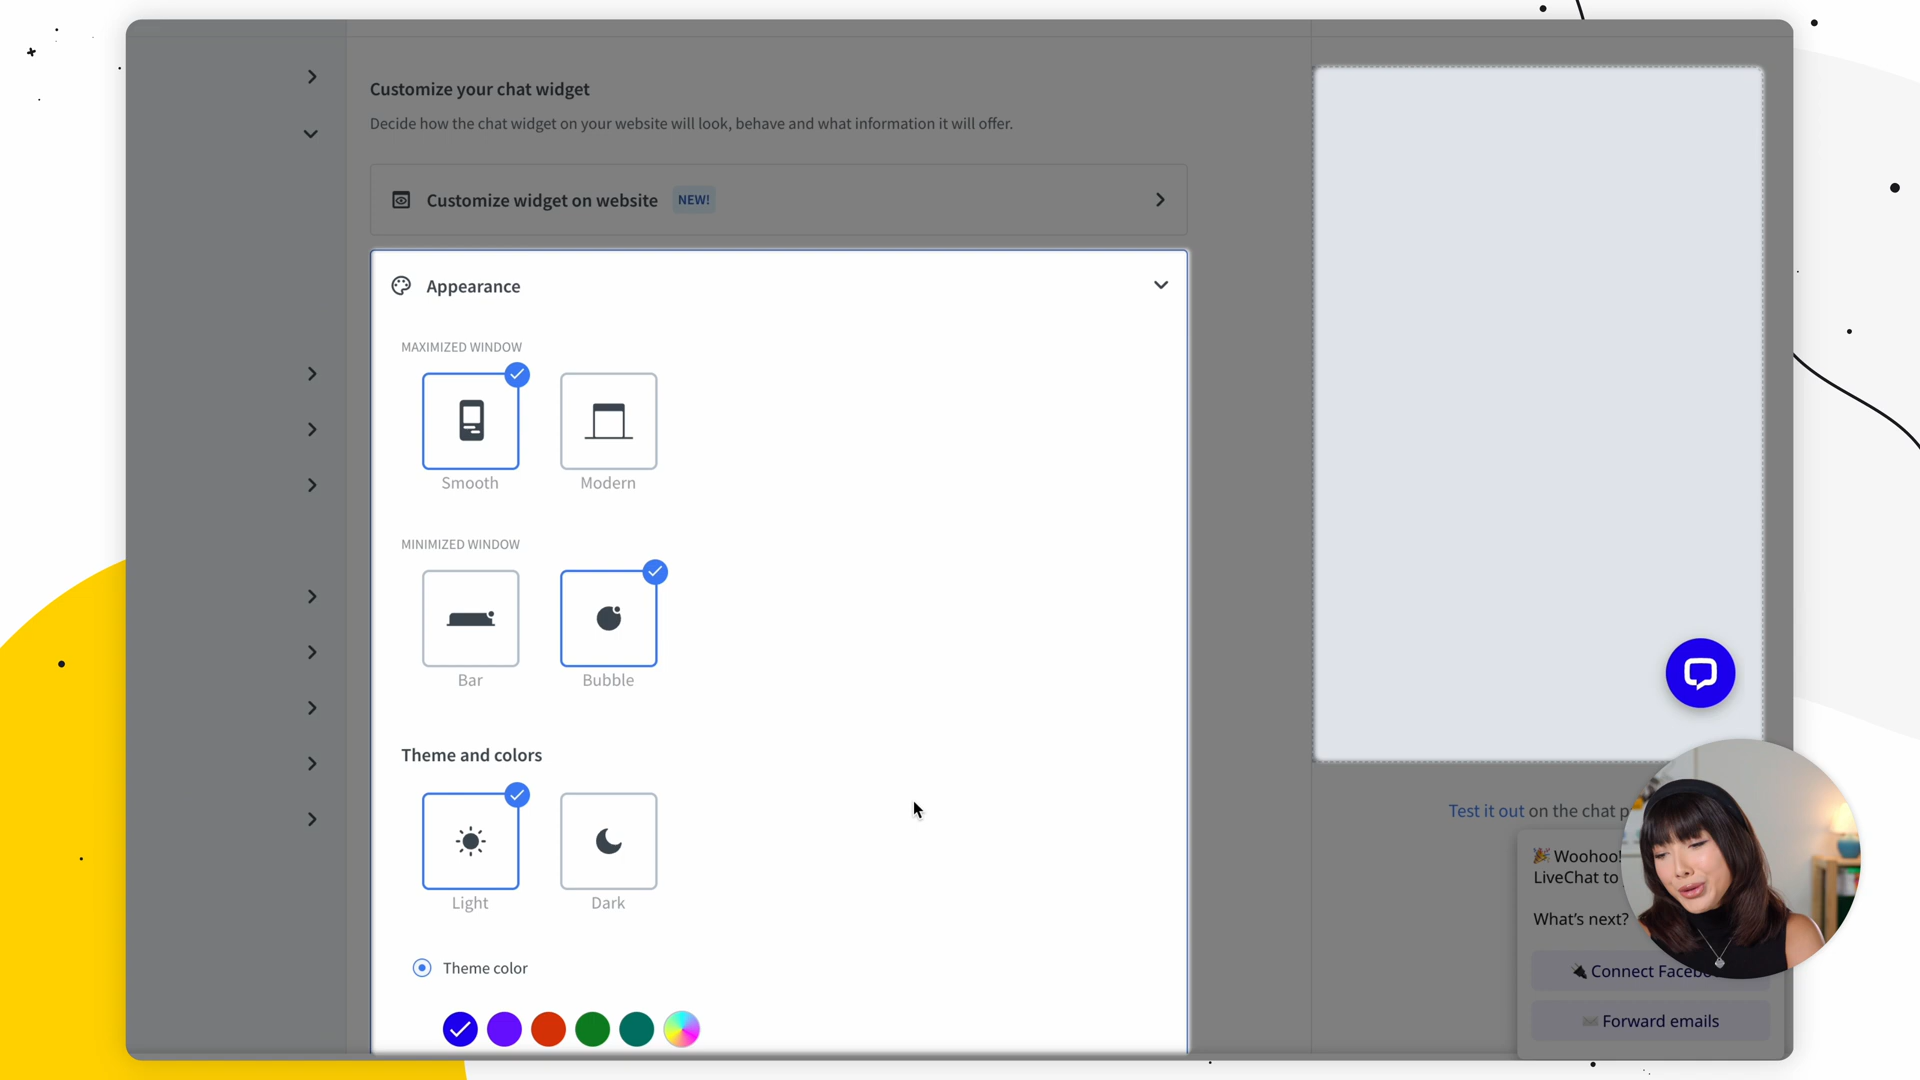 Customize your chat widget
Decide how the chat widget on your website will look, behave and what information it will offer.
Customize widget on website NEW!
Appearance
MAXIMIZED WINDOW
Smooth Modern
MINIMIZED WINDOW
Bar Bubble
Theme and colors
Light Dark
Theme color
Test it out on the chat
🎉 Woohoo!
LiveChat to
What's next?
🔌 Connect
✉️ Forward emails